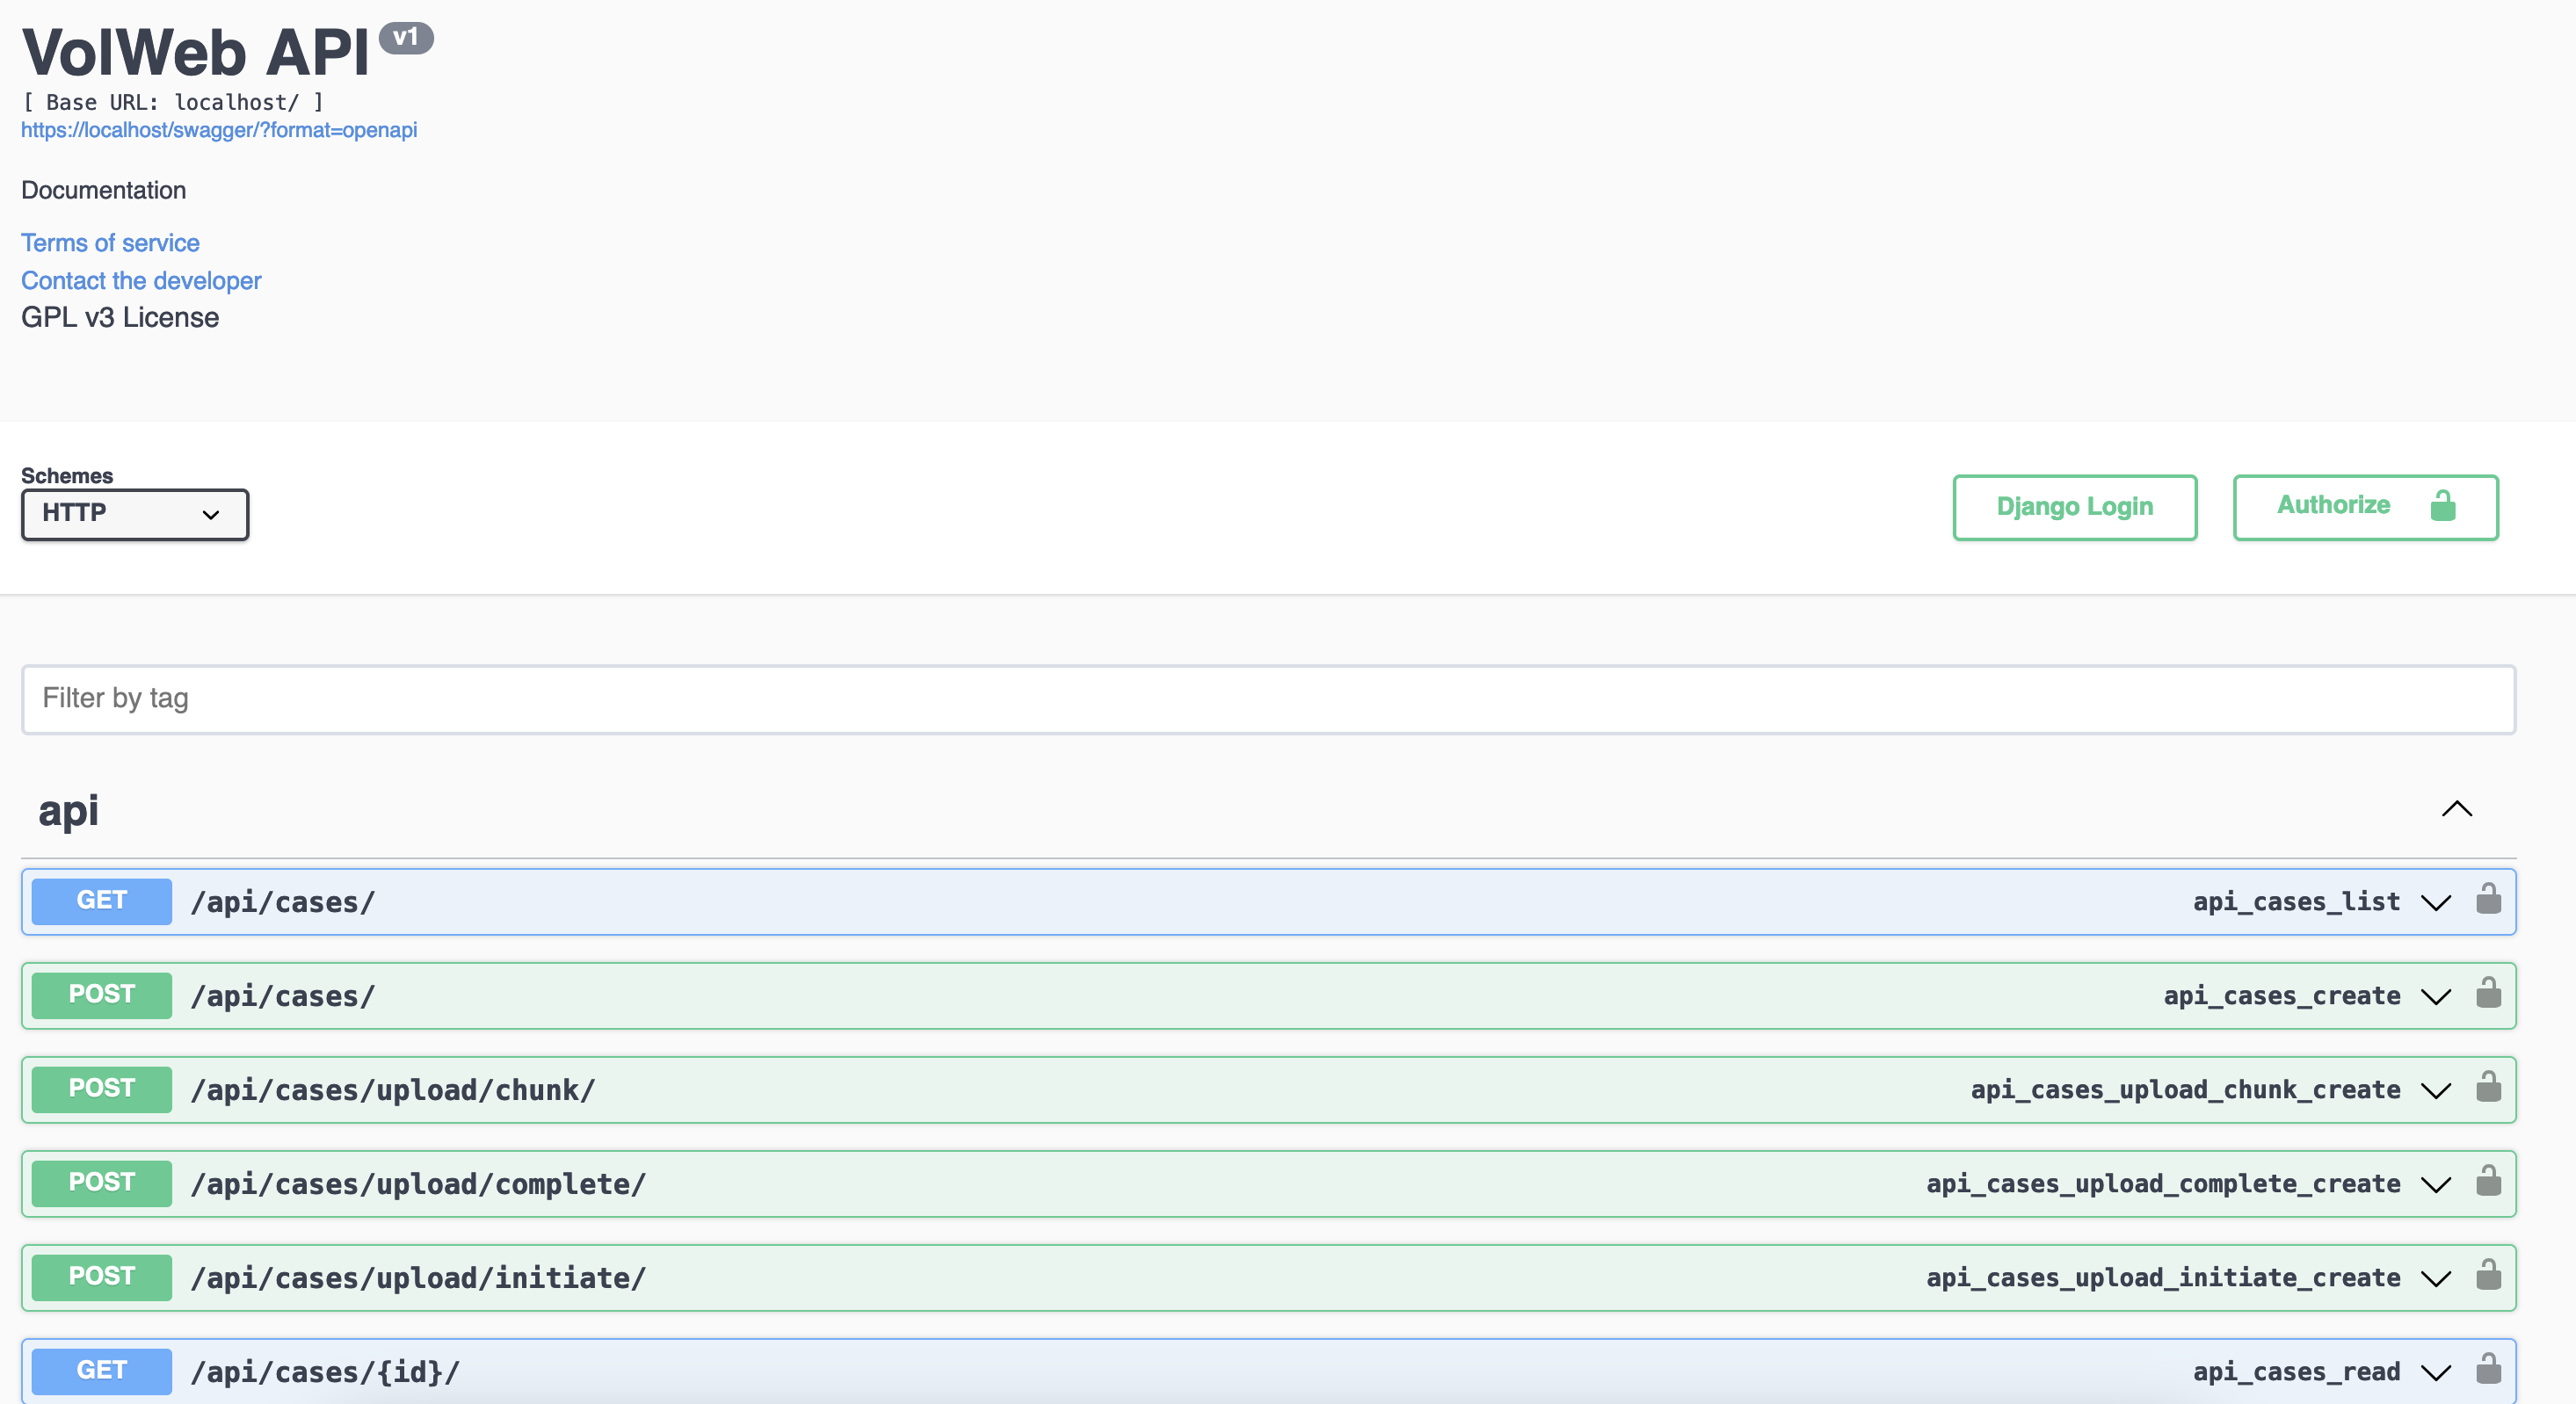 VolWeb API v1
[ Base URL: localhost/ ]
https://localhost/swagger/?format=openapi
Documentation
Terms of service
Contact the developer
GPL v3 License
Schemes
HTTP
Django Login
Authorize
Filter by tag
api
GET /api/cases/ api_cases_list
POST /api/cases/ api_cases_create
POST /api/cases/upload/chunk/ api_cases_upload_chunk_create
POST /api/cases/upload/complete/ api_cases_upload_complete_create
POST /api/cases/upload/initiate/ api_cases_upload_initiate_create
GET /api/cases/{id}/ api_cases_read